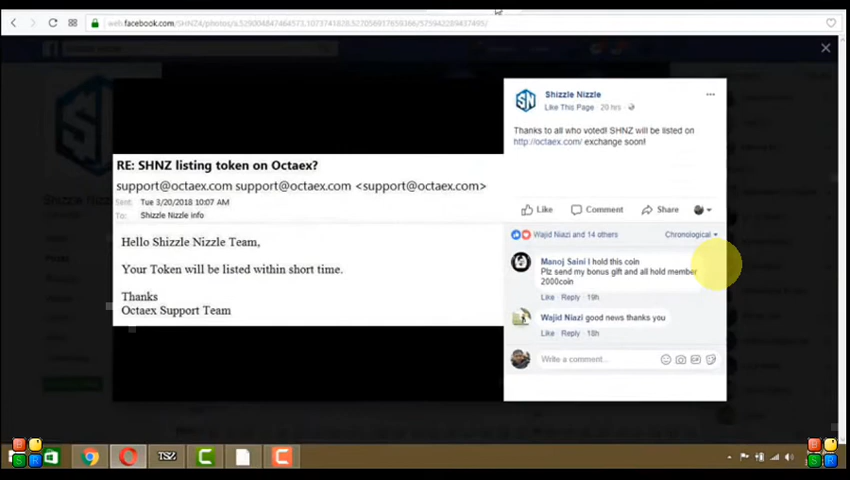 web.facebook.com/SHNZ4/photos/
Shizzle Nizzle
Like This Page · 20 hrs ·
Thanks to all who voted! SHNZ will be listed on
http://octaex.com/ exchange soon!
RE: SHNZ listing token on Octaex?
support@octaex.com support@octaex.com <support@octaex.com>
Sent: Tue 3/20/2018 10:07 AM
To: Shizzle Nizzle info
Hello Shizzle Nizzle Team,
Your Token will be listed within short time.
Thanks
Octaex Support Team
Like Comment Share
Wajid Niazi and 14 others Chronological
Manoj Saini I hold this coin
Plz send my bonus gift and all hold member
2000coin
Like · Reply · 19h
Wajid Niazi good news thanks you
Like · Reply · 18h
Write a comment...
GIF
TSZ
B
S R
B
S R